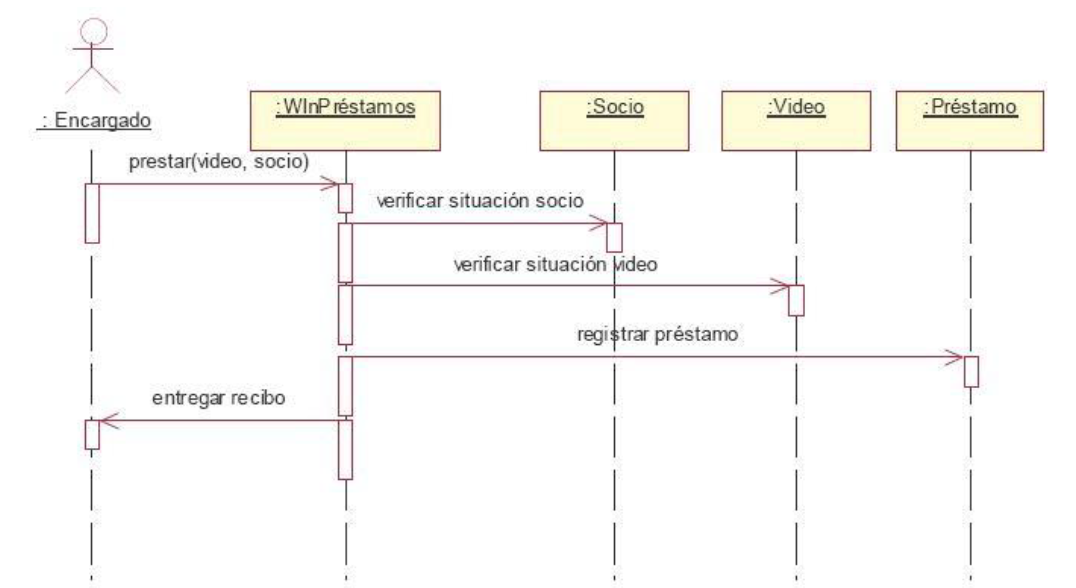 : Encargado
:WInPréstamos
:Socio
:Video
:Préstamo
prestar(video, socio)
verificar situación socio
verificar situación video
registrar préstamo
entregar recibo